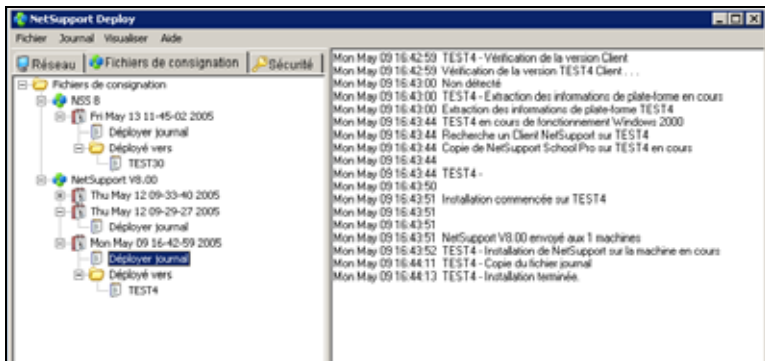 NetSupport Deploy
Fichier Journal Visualiser Aide
Réseau Fichiers de consignation Sécurité
Fichiers de consignation
NSS 8
Fri May 13 11-45-02 2005
Déployer journal
Déployé vers
TEST30
NetSupport V8.00
Thu May 12 09-33-40 2005
Thu May 12 09-29-27 2005
Déployer journal
Mon May 09 16-42-59 2005
Déployer journal
Déployé vers
TEST4
Mon May 09 16:42:59 TEST4 - Vérification de la version Client
Mon May 09 16:42:59 Vérification de la version TEST4 Client . . .
Mon May 09 16:43:00 Non détecté
Mon May 09 16:43:00 TEST4 - Extraction des informations de plate-forme en cours
Mon May 09 16:43:00 Extraction des informations de plate-forme TEST4
Mon May 09 16:43:44 TEST4 en cours de fonctionnement Windows 2000
Mon May 09 16:43:44 Recherche un Client NetSupport sur TEST4
Mon May 09 16:43:44 Copie de NetSupport School Pro sur TEST4 en cours
Mon May 09 16:43:44
Mon May 09 16:43:44 TEST4 -
Mon May 09 16:43:50
Mon May 09 16:43:51 Installation commencée sur TEST4
Mon May 09 16:43:51
Mon May 09 16:43:51
Mon May 09 16:43:51 NetSupport V8.00 envoyé aux 1 machines
Mon May 09 16:43:52 TEST4 - Installation de NetSupport sur la machine en cours
Mon May 09 16:44:11 TEST4 - Copie du fichier journal
Mon May 09 16:44:13 TEST4 - Installation terminée.